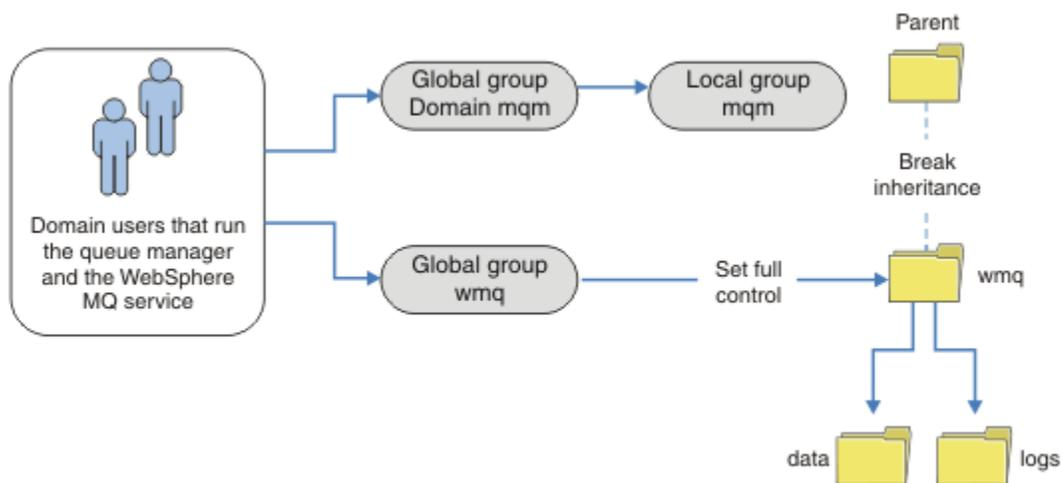 Parent
Global group
Domain mqm
Local group
mqm
Break
inheritance
Domain users that run
the queue manager
and the WebSphere
MQ service
Global group
wmq
Set full
control
wmq
data
logs